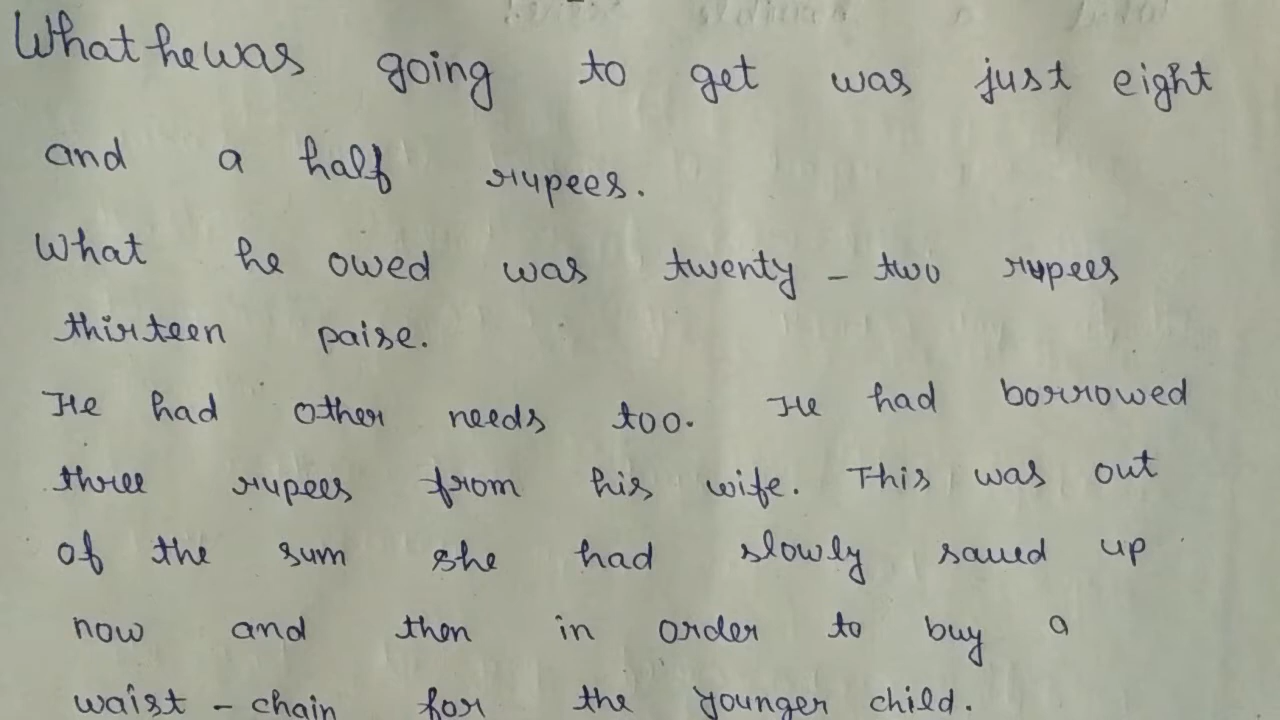 What he was going to get was just eight
and a half rupees.
What he owed was twenty - two rupees
thirteen paise.
He had other needs too. He had borrowed
three rupees from his wife. This was out
of the sum she had slowly saved up
now and then in order to buy a
waist - chain for the younger child.